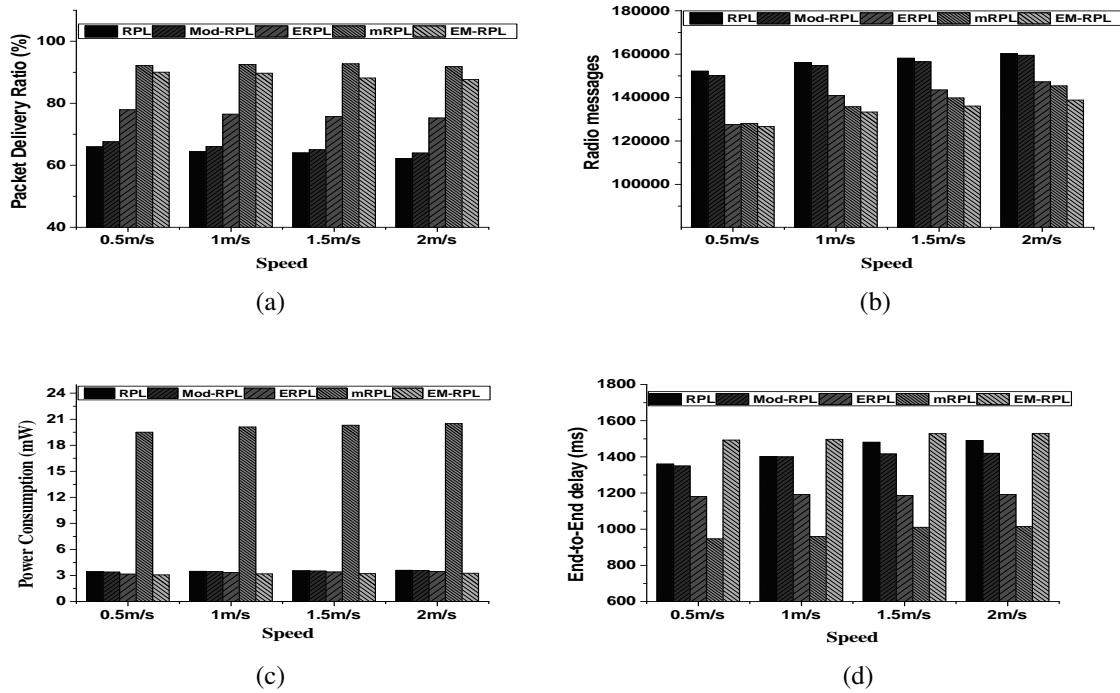 RPL Mod-RPL ERPL mRPL EM-RPL
Packet Delivery Ratio (%)
100
80
60
40
0.5m/s 1m/s 1.5m/s 2m/s
Speed
(a)
RPL Mod-RPL ERPL mRPL EM-RPL
Radio messages
180000
160000
140000
120000
100000
0.5m/s 1m/s 1.5m/s 2m/s
Speed
(b)
RPL Mod-RPL ERPL mRPL EM-RPL
Power Consumption (mW)
24
21
18
15
12
9
6
3
0
0.5m/s 1m/s 1.5m/s 2m/s
Speed
(c)
RPL Mod-RPL ERPL mRPL EM-RPL
End-to-End delay (ms)
1800
1600
1400
1200
1000
800
600
0.5m/s 1m/s 1.5m/s 2m/s
Speed
(d)